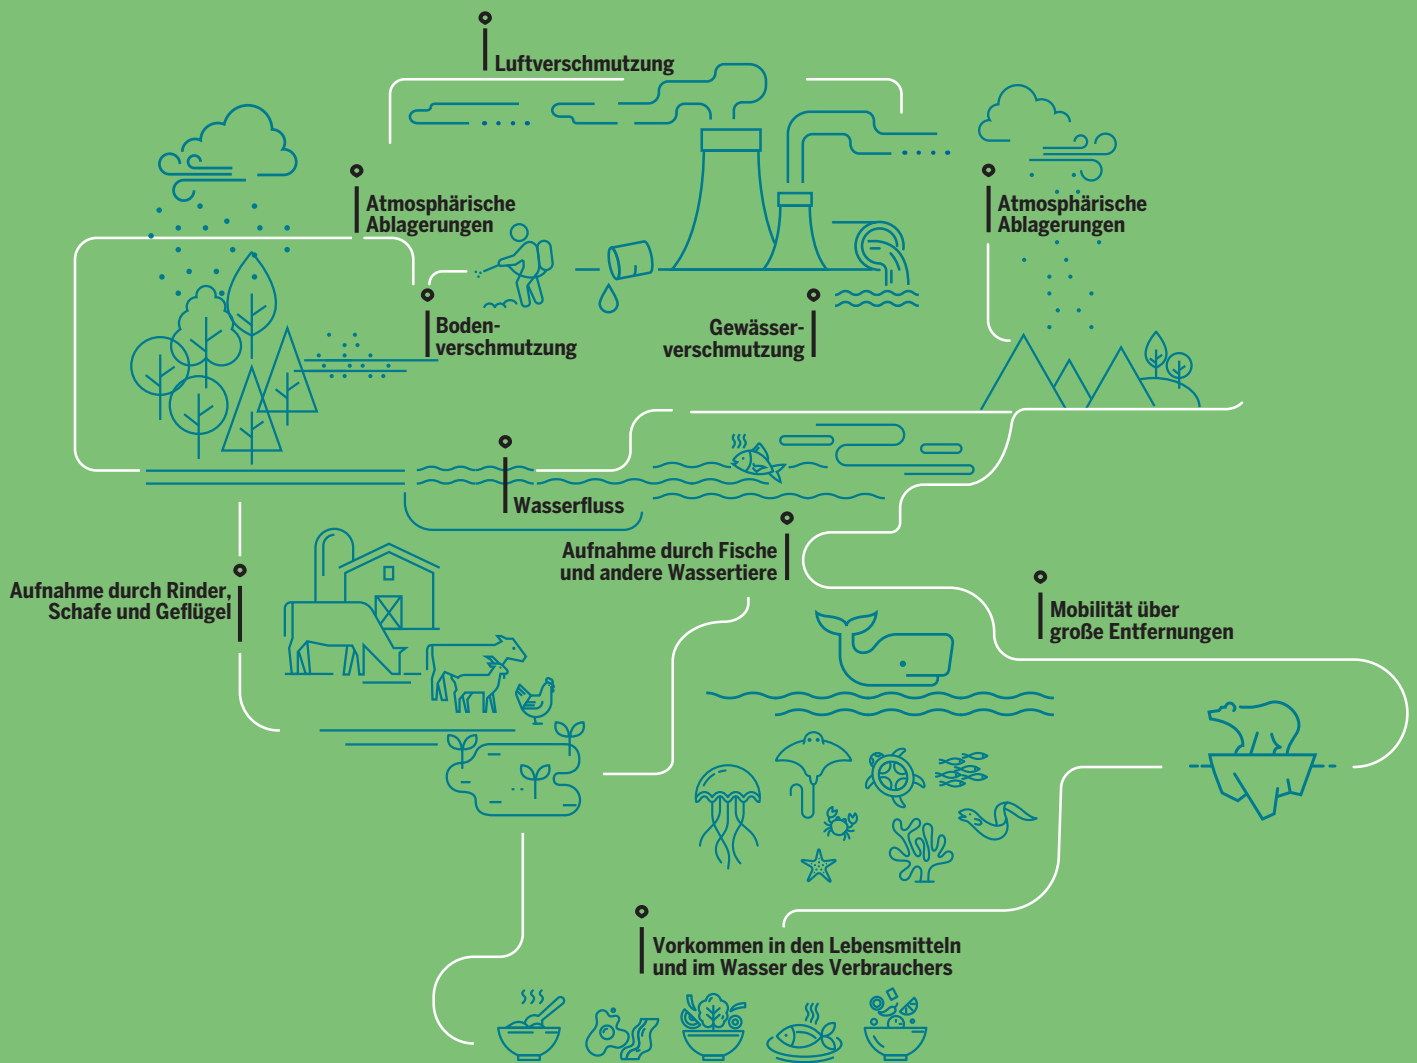 Luftverschmutzung
Atmosphärische
Ablagerungen
Atmosphärische
Ablagerungen
Boden-
verschmutzung
Gewässer-
verschmutzung
Wasserfluss
Aufnahme durch Fische
und andere Wassertiere
Aufnahme durch Rinder,
Schafe und Geflügel
Mobilität über
große Entfernungen
Vorkommen in den Lebensmitteln
und im Wasser des Verbrauchers